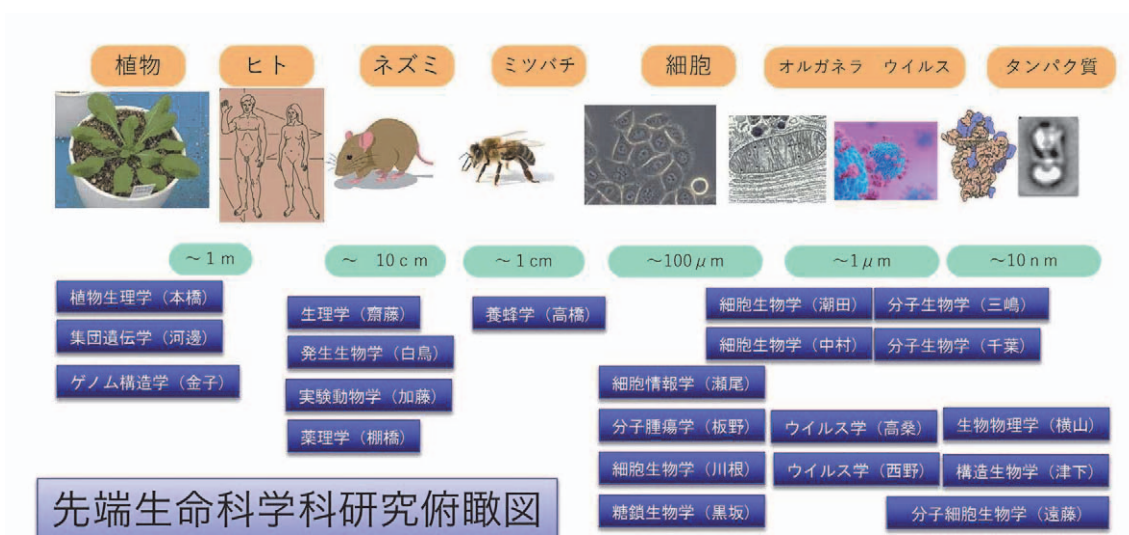 植物
ヒト
ネズミ
ミツバチ
細胞
オルガネラ　ウイルス
タンパク質
～1ｍ
～　10ｃｍ
～1cm
～100μm
～1μm
～10ｎｍ
植物生理学（本橋）
集団遺伝学（河邊）
ゲノム構造学（金子）
生理学（齋藤）
発生生物学（白鳥）
実験動物学（加藤）
薬理学（棚橋）
養蜂学（高橋）
細胞生物学（潮田）
分子生物学（三嶋）
細胞生物学（中村）
分子生物学（千葉）
細胞情報学（瀬尾）
分子腫瘍学（板野）
ウイルス学（高桑）
生物物理学（横山）
細胞生物学（川根）
ウイルス学（西野）
構造生物学（津下）
糖鎖生物学（黒坂）
分子細胞生物学（遠藤）
先端生命科学科研究俯瞰図